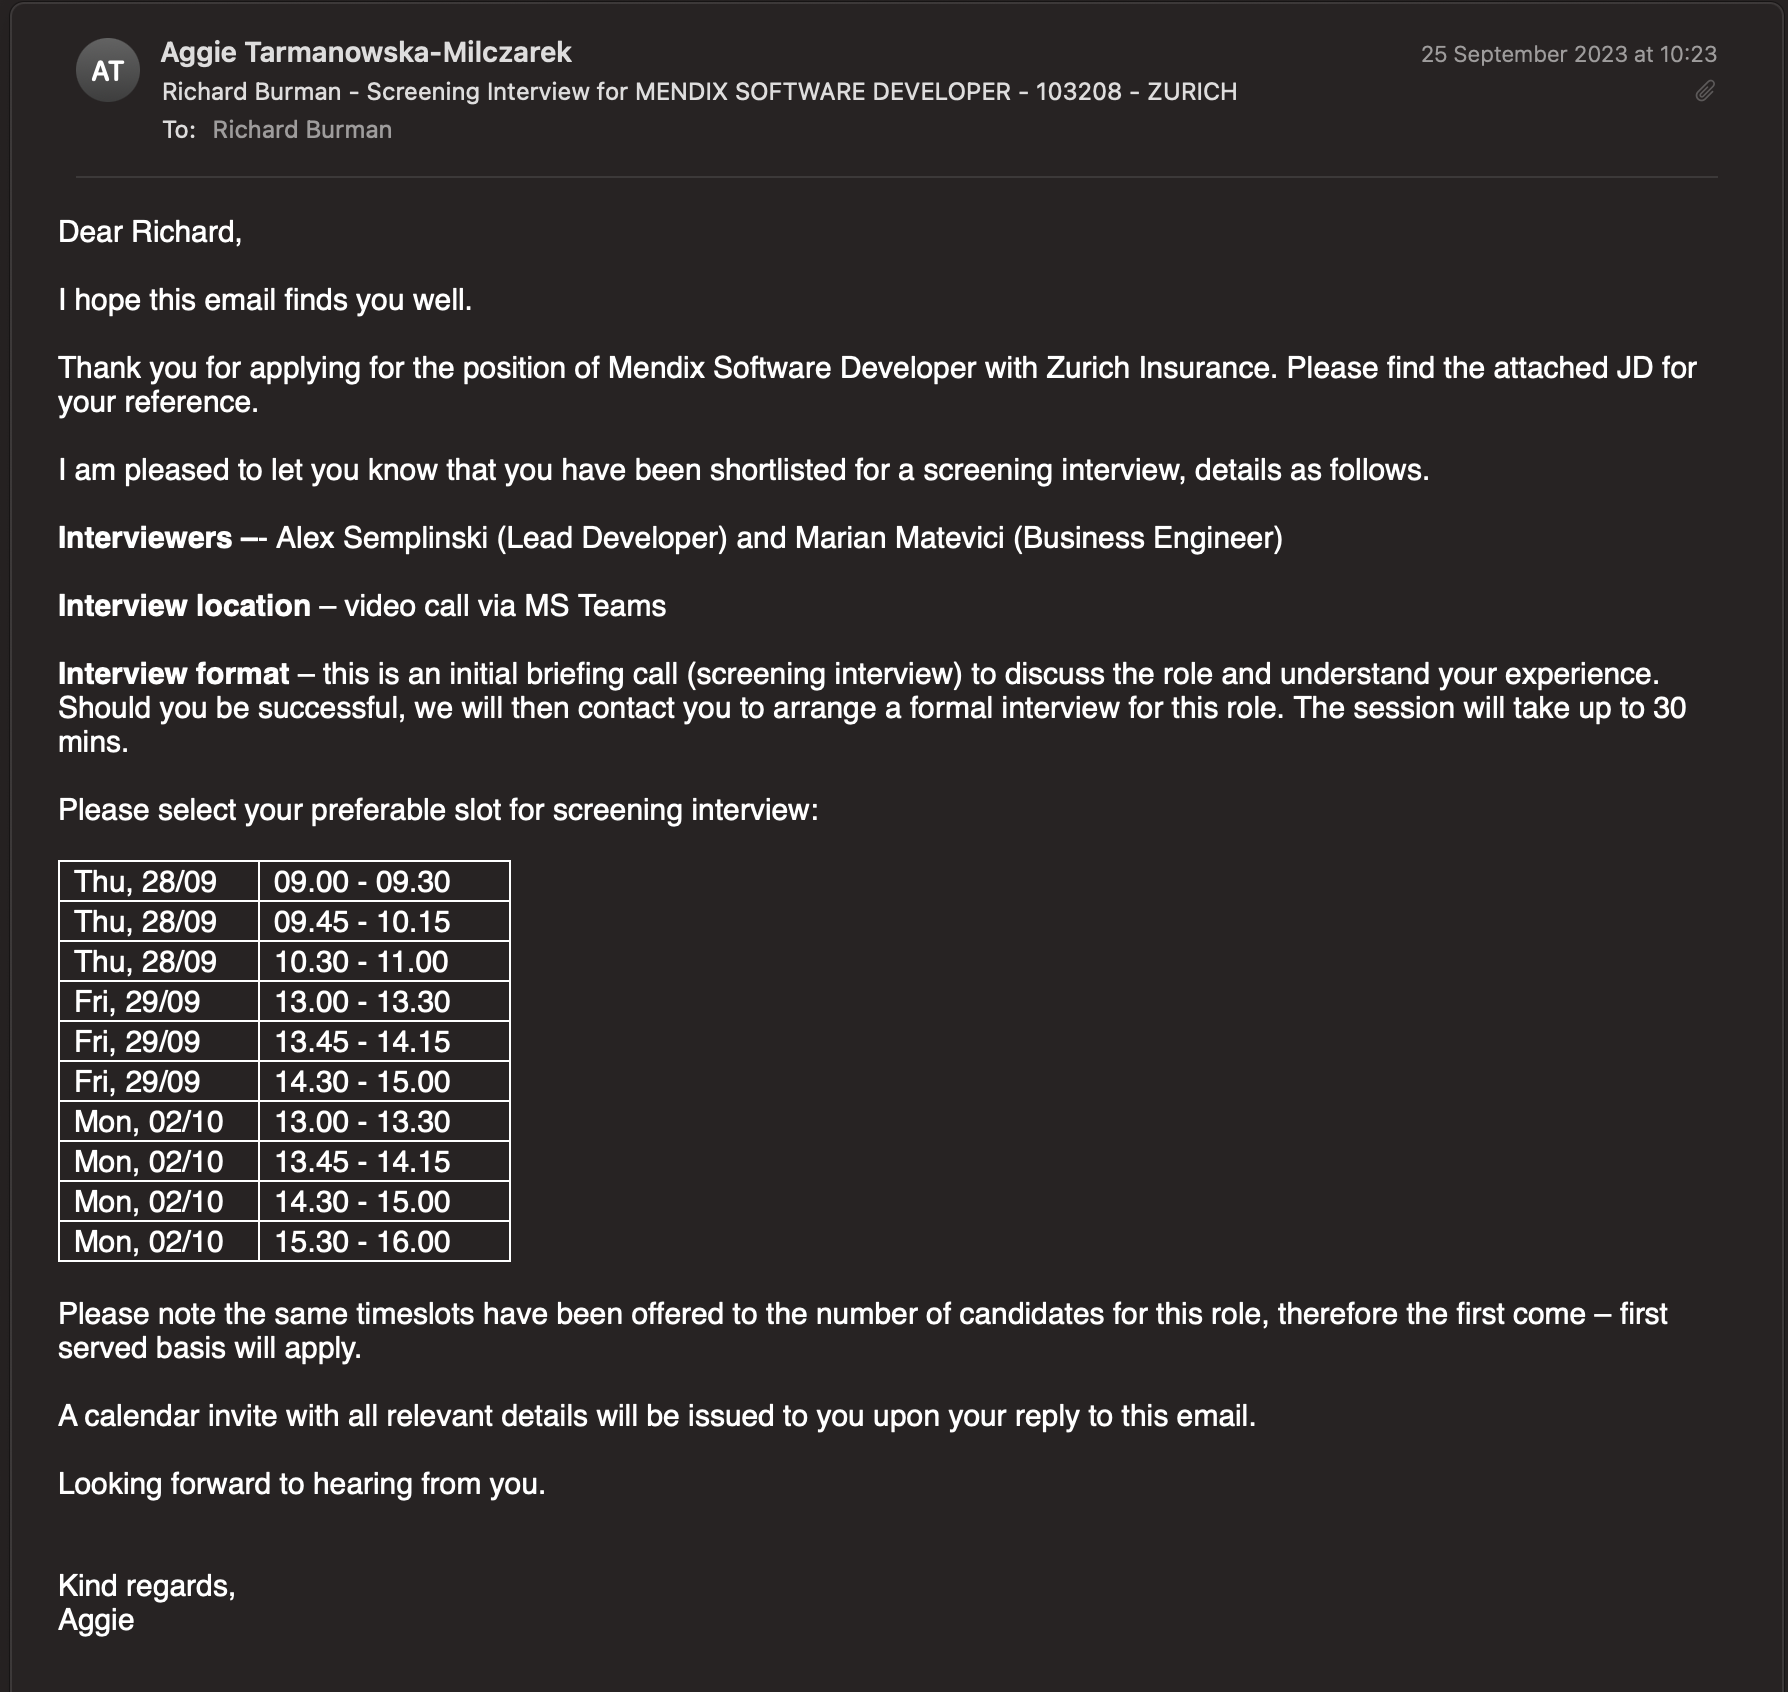 AT
Aggie Tarmanowska-Milczarek
25 September 2023 at 10:23
Richard Burman - Screening Interview for MENDIX SOFTWARE DEVELOPER - 103208 - ZURICH
To: Richard Burman
Dear Richard,
I hope this email finds you well.
Thank you for applying for the position of Mendix Software Developer with Zurich Insurance. Please find the attached JD for
your reference.
I am pleased to let you know that you have been shortlisted for a screening interview, details as follows.
Interviewers –- Alex Semplinski (Lead Developer) and Marian Matevici (Business Engineer)
Interview location – video call via MS Teams
Interview format – this is an initial briefing call (screening interview) to discuss the role and understand your experience.
Should you be successful, we will then contact you to arrange a formal interview for this role. The session will take up to 30
mins.
Please select your preferable slot for screening interview:
Thu, 28/09 09.00 - 09.30
Thu, 28/09 09.45 - 10.15
Thu, 28/09 10.30 - 11.00
Fri, 29/09 13.00 - 13.30
Fri, 29/09 13.45 - 14.15
Fri, 29/09 14.30 - 15.00
Mon, 02/10 13.00 - 13.30
Mon, 02/10 13.45 - 14.15
Mon, 02/10 14.30 - 15.00
Mon, 02/10 15.30 - 16.00
Please note the same timeslots have been offered to the number of candidates for this role, therefore the first come – first
served basis will apply.
A calendar invite with all relevant details will be issued to you upon your reply to this email.
Looking forward to hearing from you.
Kind regards,
Aggie